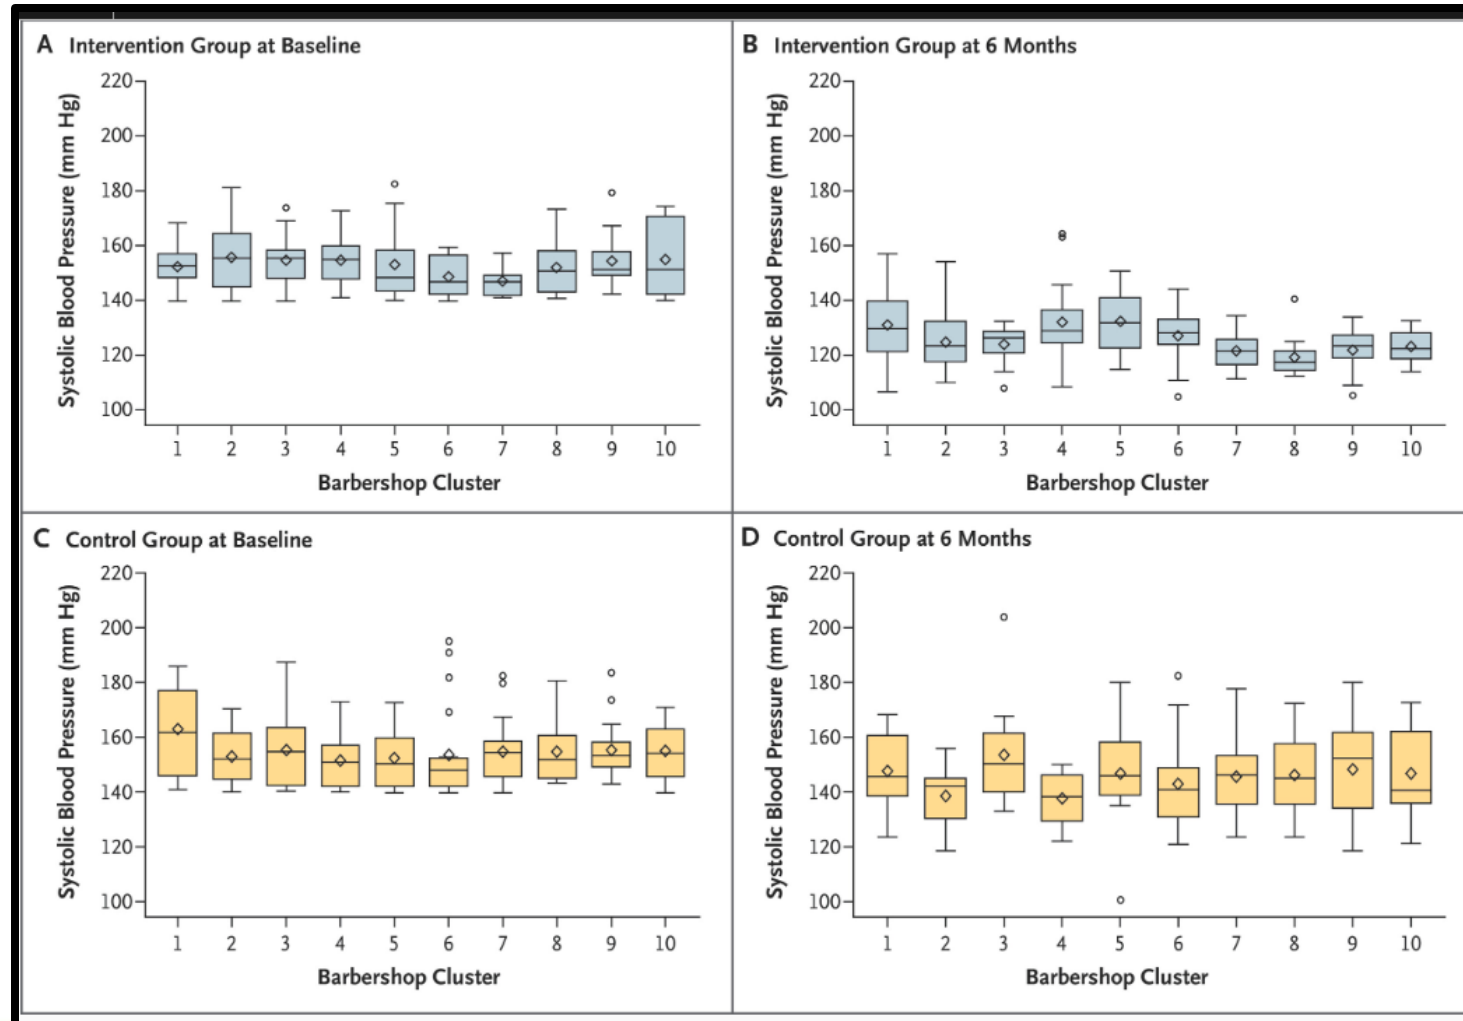 A Intervention Group at Baseline
Systolic Blood Pressure (mm Hg)
220
200
180
160
140
120
100
1 2 3 4 5 6 7 8 9 10
Barbershop Cluster
B Intervention Group at 6 Months
Systolic Blood Pressure (mm Hg)
220
200
180
160
140
120
100
1 2 3 4 5 6 7 8 9 10
Barbershop Cluster
C Control Group at Baseline
Systolic Blood Pressure (mm Hg)
220
200
180
160
140
120
100
1 2 3 4 5 6 7 8 9 10
Barbershop Cluster
D Control Group at 6 Months
Systolic Blood Pressure (mm Hg)
220
200
180
160
140
120
100
1 2 3 4 5 6 7 8 9 10
Barbershop Cluster